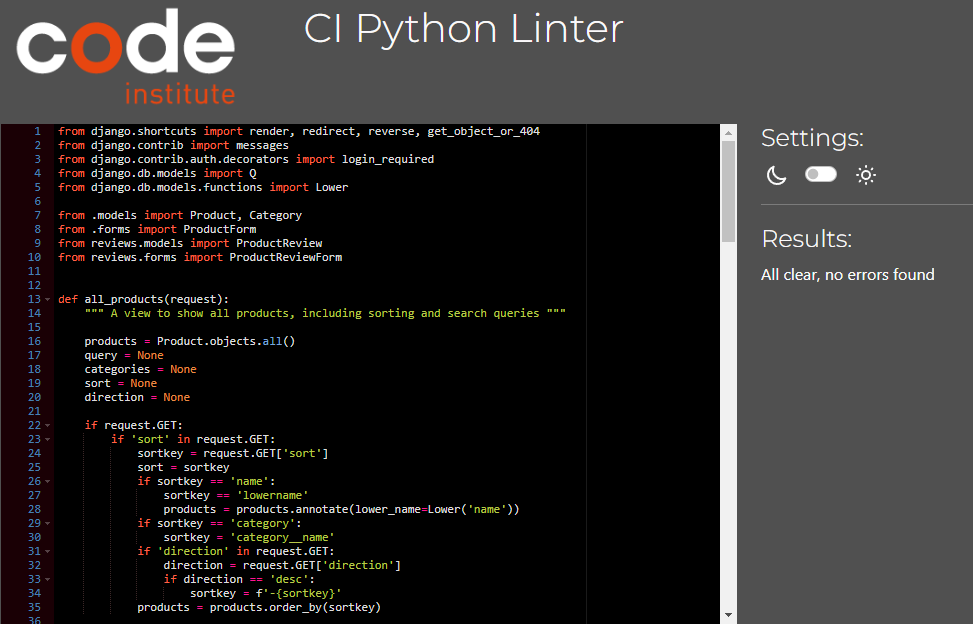 code
institute
CI Python Linter
1 from django.shortcuts import render, redirect, reverse, get_object_or_404
2 from django.contrib import messages
3 from django.contrib.auth.decorators import login_required
4 from django.db.models import Q
5 from django.db.models.functions import Lower
6
7 from .models import Product, Category
8 from .forms import ProductForm
9 from reviews.models import ProductReview
10 from reviews.forms import ProductReviewForm
11
12
13 def all_products(request):
14     """ A view to show all products, including sorting and search queries """
15
16     products = Product.objects.all()
17     query = None
18     categories = None
19     sort = None
20     direction = None
21
22     if request.GET:
23         if 'sort' in request.GET:
24             sortkey = request.GET['sort']
25             sort = sortkey
26             if sortkey == 'name':
27                 sortkey == 'lowername'
28                 products = products.annotate(lower_name=Lower('name'))
29             if sortkey == 'category':
30                 sortkey = 'category__name'
31             if 'direction' in request.GET:
32                 direction = request.GET['direction']
33                 if direction == 'desc':
34                     sortkey = f'-{sortkey}'
35             products = products.order_by(sortkey)
36
Settings:
Results:
All clear, no errors found